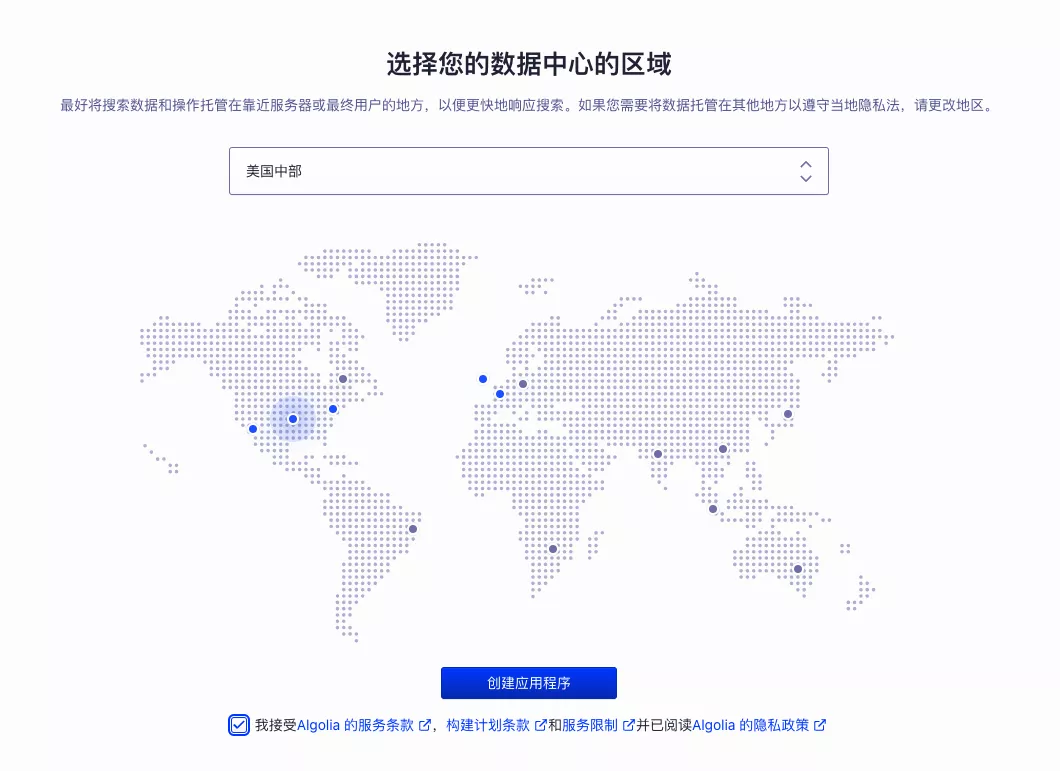 选择您的数据中心的区域
最好将搜索数据和操作托管在靠近服务器或最终用户的地方，以便更快地响应搜索。如果您需要将数据托管在其他地方以遵守当地隐私法，请更改地区。
美国中部
创建应用程序
我接受Algolia 的服务条款，构建计划条款和服务限制并已阅读Algolia 的隐私政策